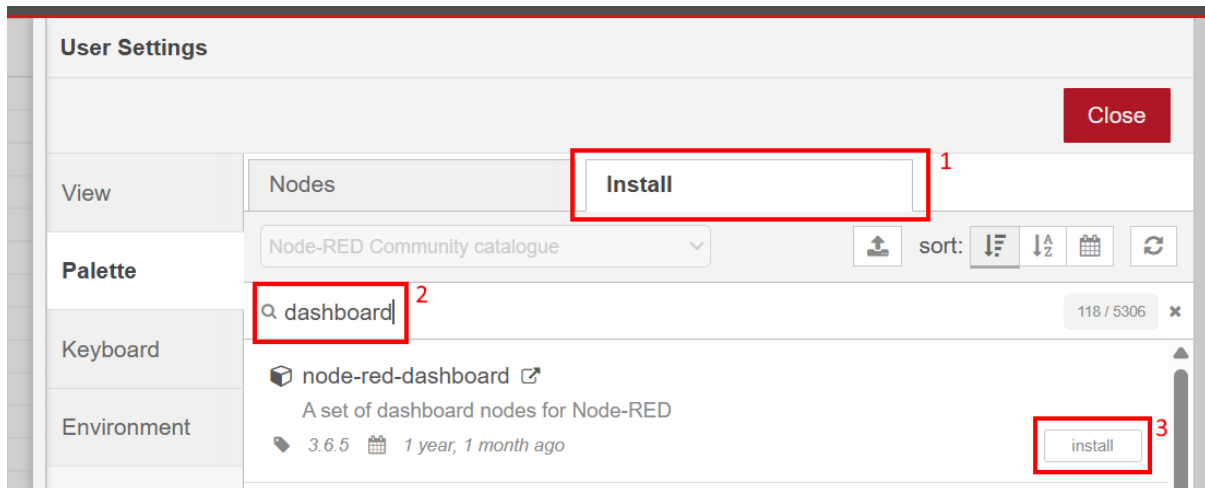 User Settings
Close
1
View
Nodes
Install
Node-RED Community catalogue
sort:
Palette
2
dashboard
118 / 5306
Keyboard
node-red-dashboard
A set of dashboard nodes for Node-RED
Environment
3.6.5 1 year, 1 month ago
install
3